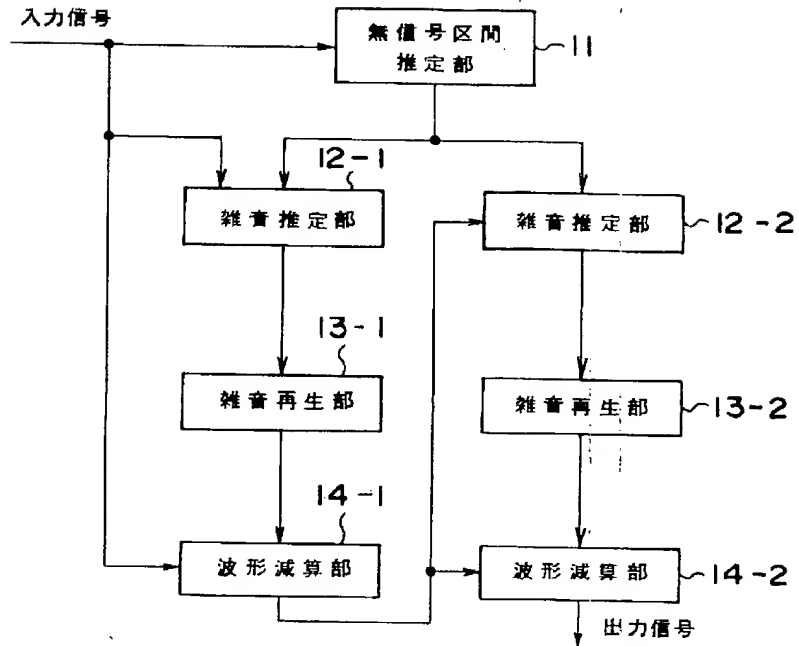 入力信号
無信号区間
推定部
11
12-1
雑音推定部
雑音推定部
12-2
13-1
雑音再生部
雑音再生部
13-2
14-1
波形減算部
波形減算部
14-2
出力信号